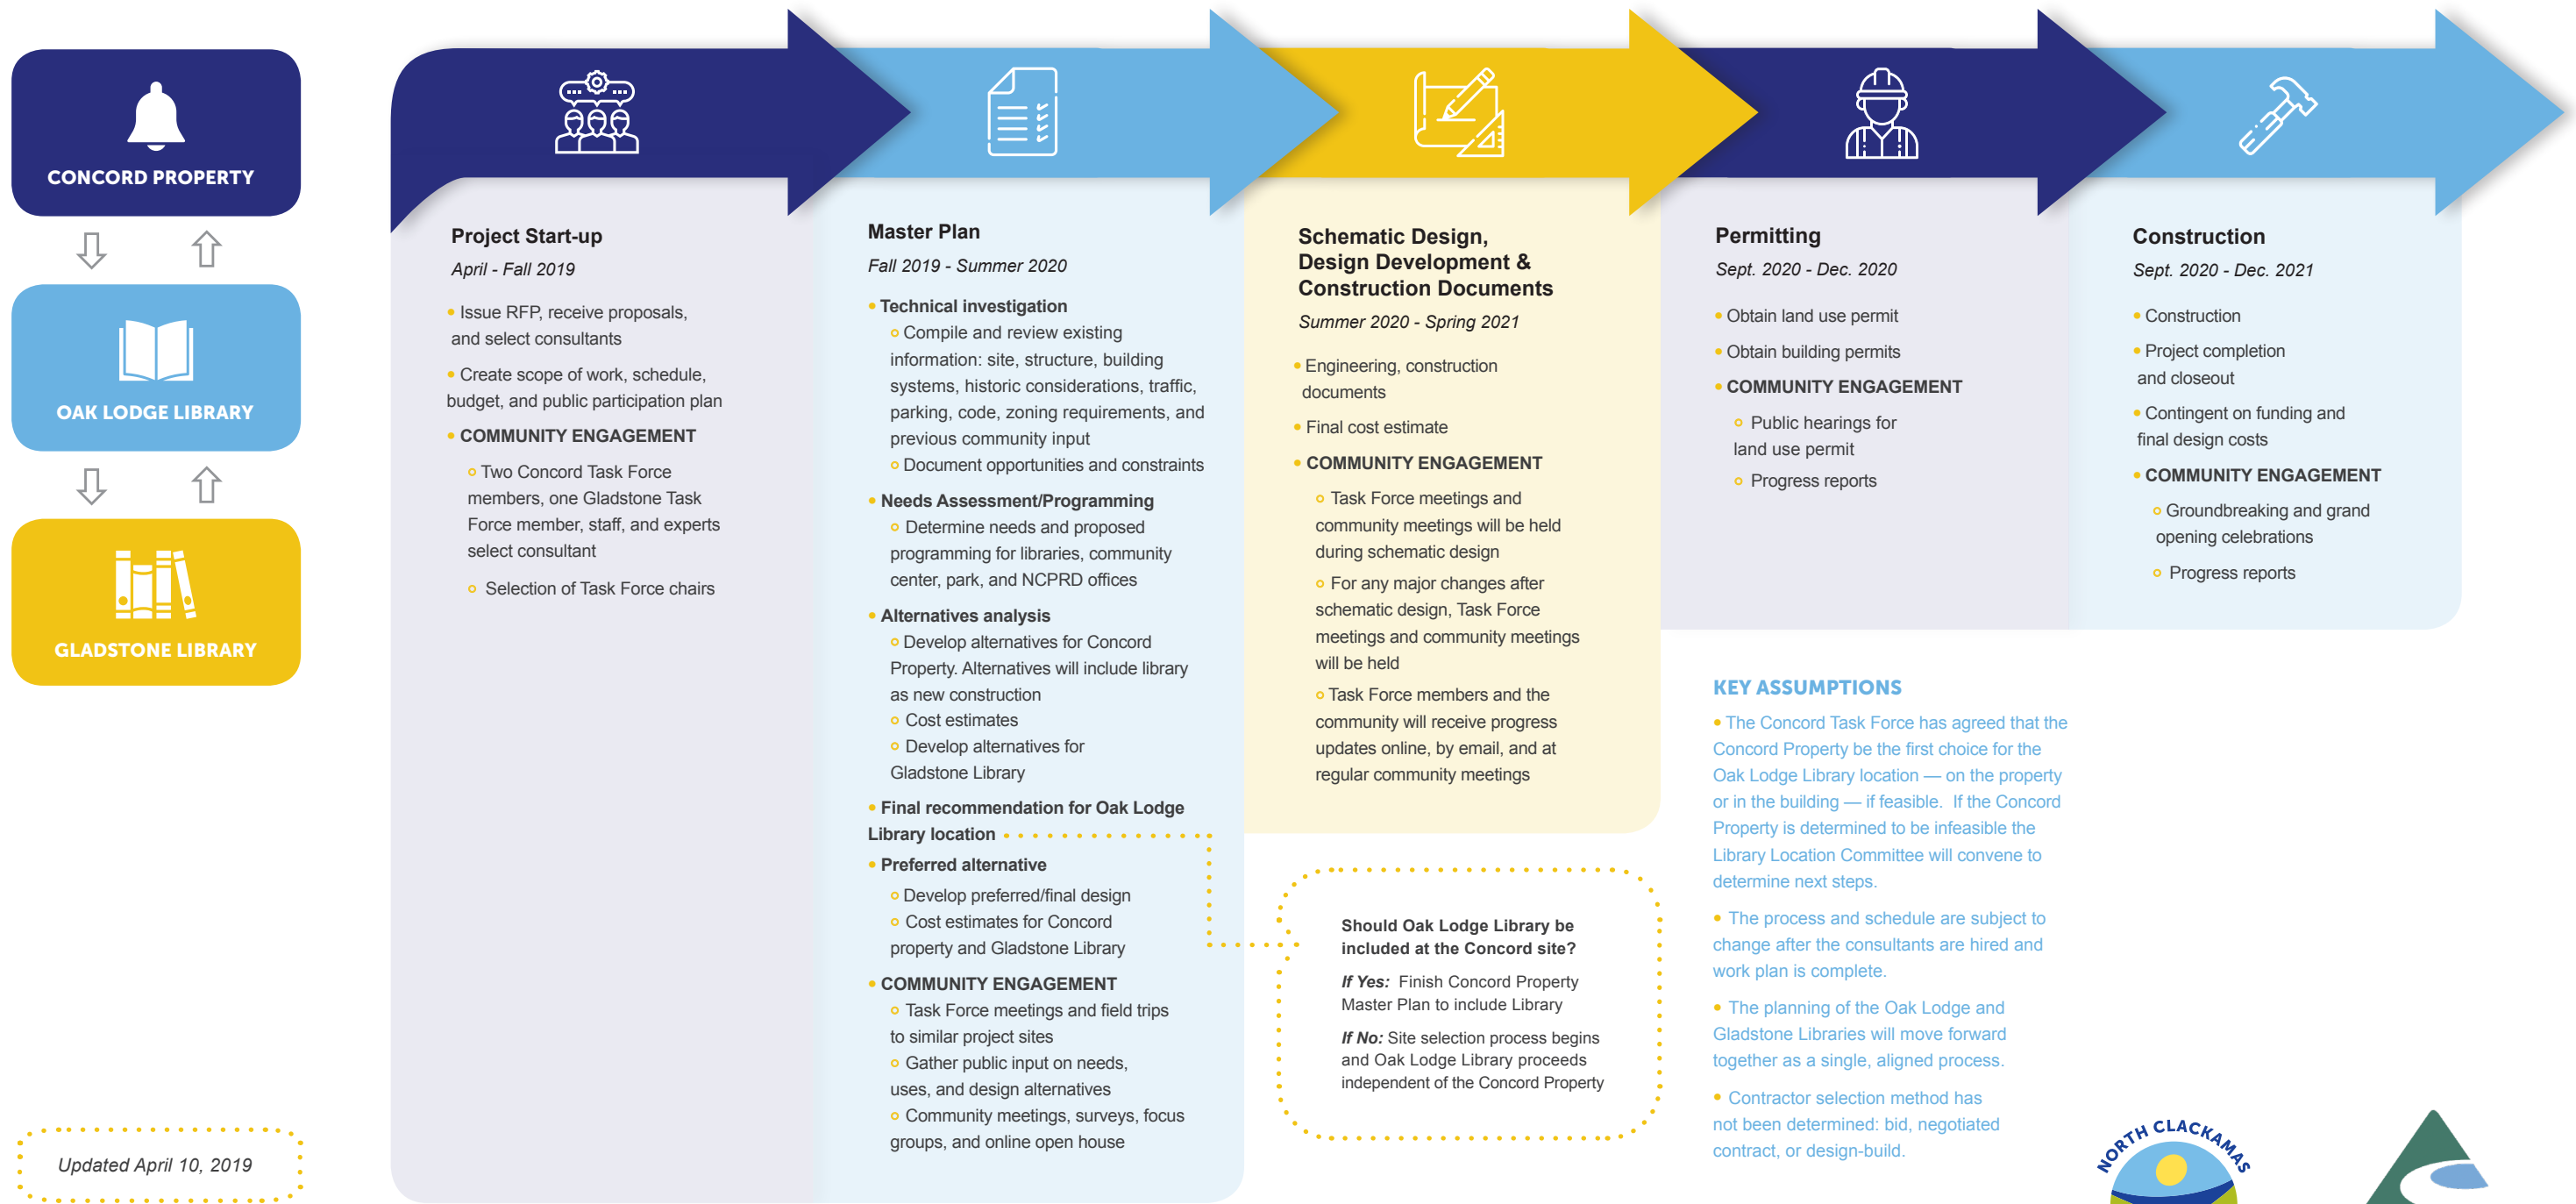 CONCORD PROPERTY
OAK LODGE LIBRARY
GLADSTONE LIBRARY
Updated April 10, 2019
Project Start-up
April - Fall 2019
• Issue RFP, receive proposals,
and select consultants
• Create scope of work, schedule,
budget, and public participation plan
• COMMUNITY ENGAGEMENT
Two Concord Task Force
members, one Gladstone Task
Force member, staff, and experts
select consultant
Selection of Task Force chairs
Master Plan
Fall 2019 - Summer 2020
• Technical investigation
Compile and review existing
information: site, structure, building
systems, historic considerations, traffic,
parking, code, zoning requirements, and
previous community input
Document opportunities and constraints
• Needs Assessment/Programming
Determine needs and proposed
programming for libraries, community
center, park, and NCPRD offices
• Alternatives analysis
Develop alternatives for Concord
Property. Alternatives will include library
as new construction
Cost estimates
Develop alternatives for
Gladstone Library
• Final recommendation for Oak Lodge
Library location
• Preferred alternative
Develop preferred/final design
Cost estimates for Concord
property and Gladstone Library
• COMMUNITY ENGAGEMENT
Task Force meetings and field trips
to similar project sites
Gather public input on needs,
uses, and design alternatives
Community meetings, surveys, focus
groups, and online open house
Schematic Design,
Design Development &
Construction Documents
Summer 2020 - Spring 2021
• Engineering, construction
documents
• Final cost estimate
• COMMUNITY ENGAGEMENT
Task Force meetings and
community meetings will be held
during schematic design
For any major changes after
schematic design, Task Force
meetings and community meetings
will be held
Task Force members and the
community will receive progress
updates online, by email, and at
regular community meetings
Should Oak Lodge Library be
included at the Concord site?
If Yes: Finish Concord Property
Master Plan to include Library
If No: Site selection process begins
and Oak Lodge Library proceeds
independent of the Concord Property
Permitting
Sept. 2020 - Dec. 2020
• Obtain land use permit
• Obtain building permits
• COMMUNITY ENGAGEMENT
Public hearings for
land use permit
Progress reports
Construction
Sept. 2020 - Dec. 2021
• Construction
• Project completion
and closeout
• Contingent on funding and
final design costs
• COMMUNITY ENGAGEMENT
Groundbreaking and grand
opening celebrations
Progress reports
KEY ASSUMPTIONS
• The Concord Task Force has agreed that the
Concord Property be the first choice for the
Oak Lodge Library location — on the property
or in the building — if feasible. If the Concord
Property is determined to be infeasible the
Library Location Committee will convene to
determine next steps.
• The process and schedule are subject to
change after the consultants are hired and
work plan is complete.
• The planning of the Oak Lodge and
Gladstone Libraries will move forward
together as a single, aligned process.
• Contractor selection method has
not been determined: bid, negotiated
contract, or design-build.
NORTH CLACKAMAS